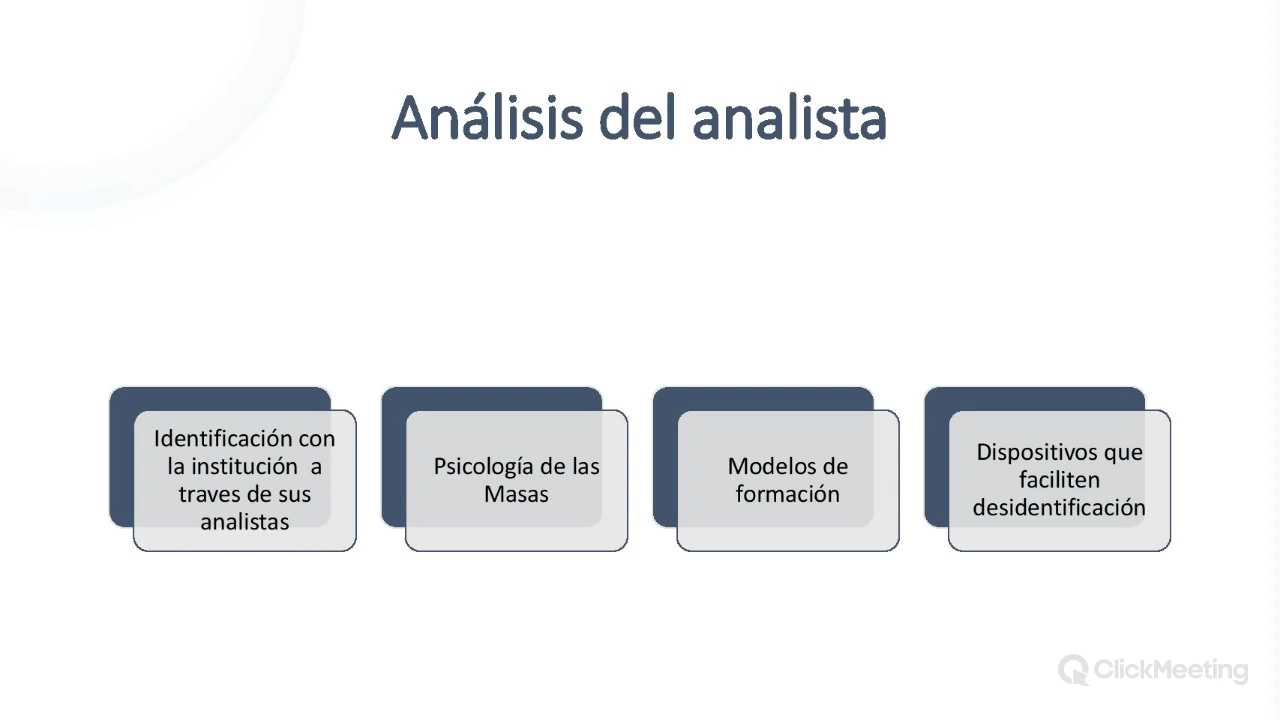 Análisis del analista
Identificación con
la institución  a
traves de sus
analistas
Psicología de las
Masas
Modelos de
formación
Dispositivos que
faciliten
desidentificación
ClickMeeting